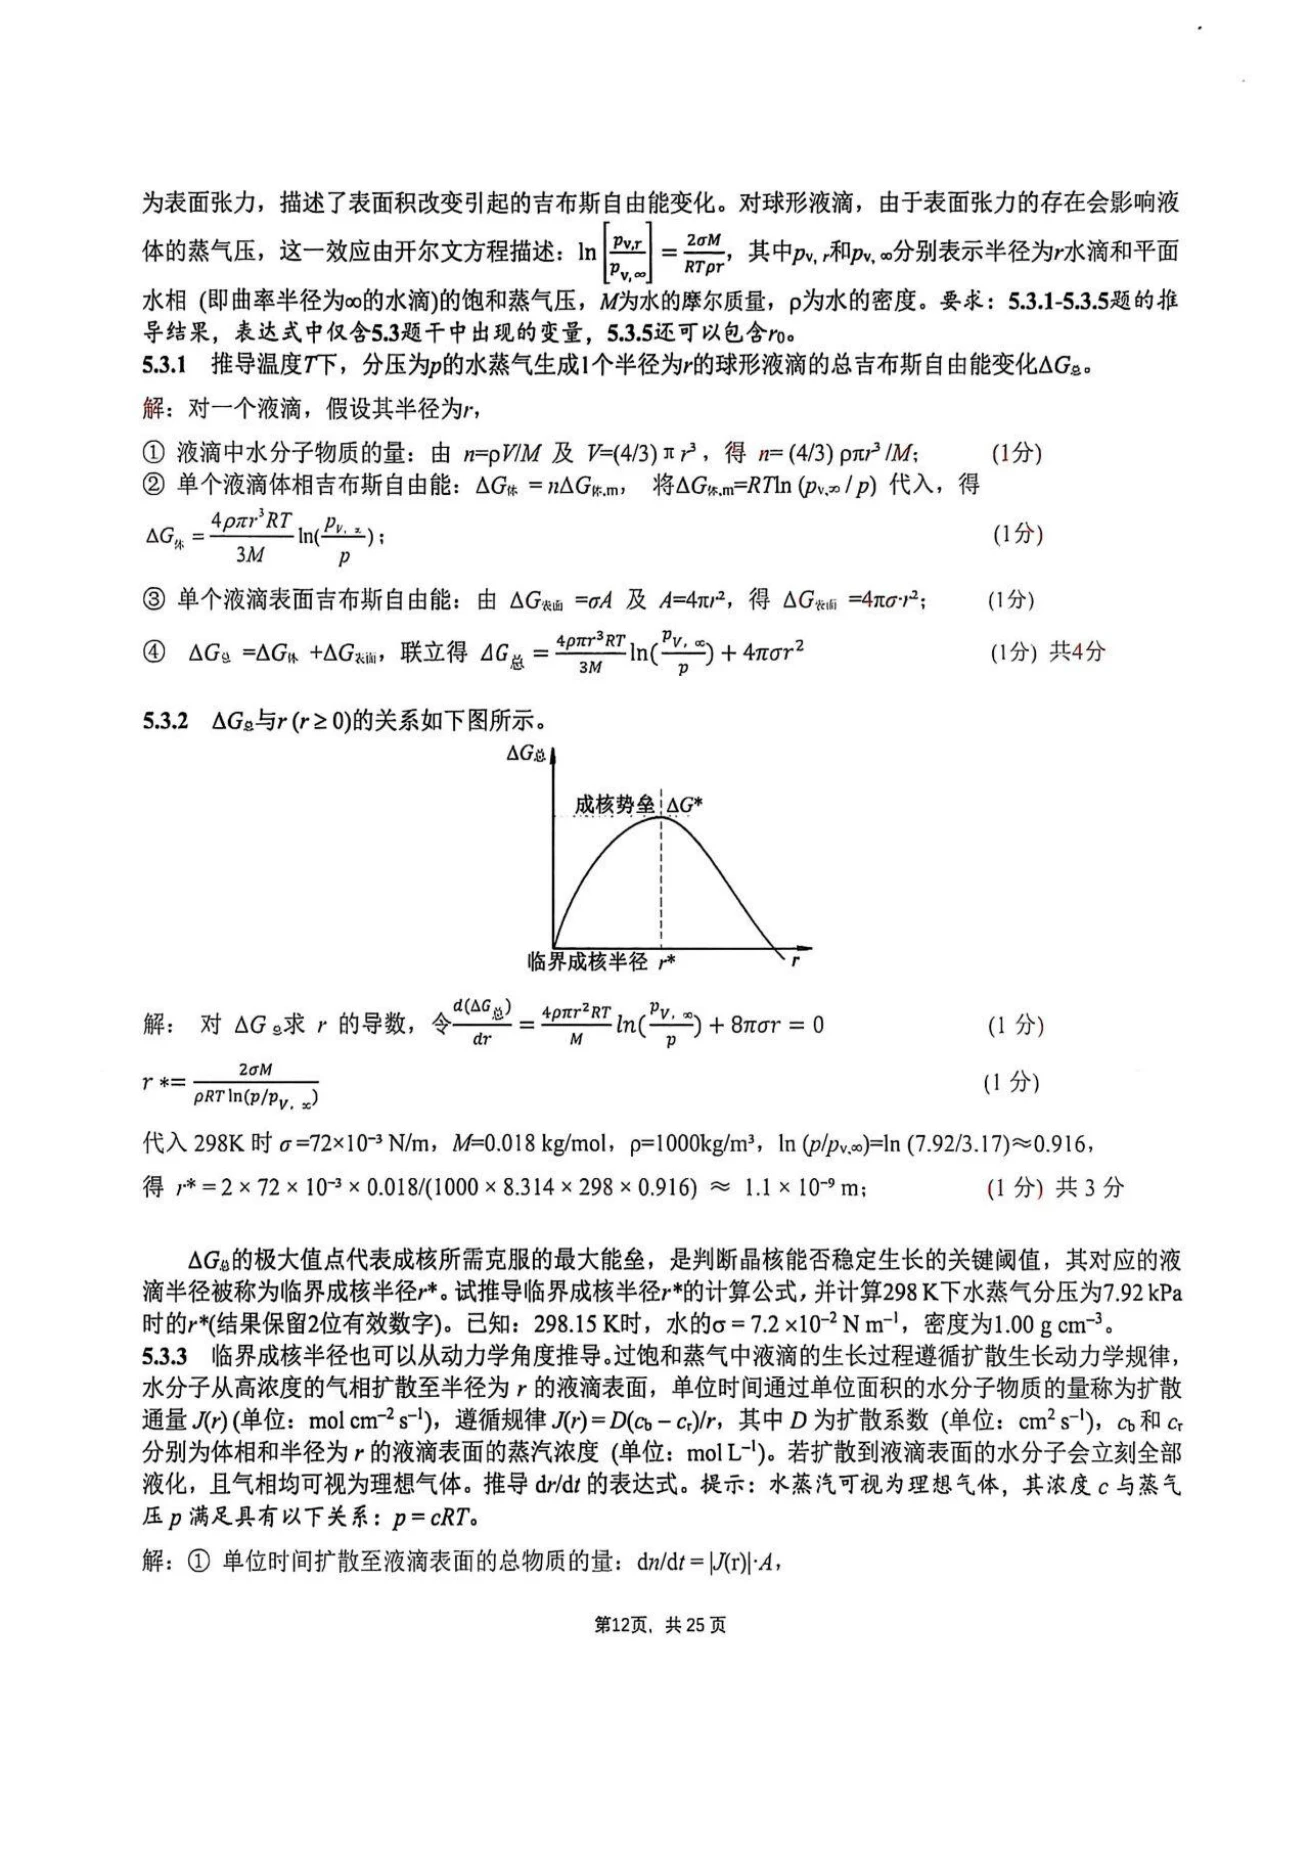 为表面张力，描述了表面积改变引起的吉布斯自由能变化。对球形液滴，由于表面张力的存在会影响液
体的蒸气压，这一效应由开尔文方程描述：ln[pv,r/pv,∞] = 2σM/RTρr，其中pv, r和pv, ∞分别表示半径为r水滴和平面
水相 (即曲率半径为∞的水滴)的饱和蒸气压，M为水的摩尔质量，ρ为水的密度。要求：5.3.1-5.3.5题的推
导结果，表达式中仅含5.3题干中出现的变量，5.3.5还可以包含r₀。
5.3.1 推导温度T下，分压为p的水蒸气生成1个半径为r的球形液滴的总吉布斯自由能变化ΔG总。
解：对一个液滴，假设其半径为r，
① 液滴中水分子物质的量：由 n=ρV/M 及 V=(4/3) π r³，得 n= (4/3) ρπr³ /M; (1分)
② 单个液滴体相吉布斯自由能：ΔG体 =nΔG体,m， 将ΔG体,m=RTln (pv,∞ / p) 代入，得
ΔG体 = 4ρπr³RT/3M ln(pV, ∞/p)； (1分)
③ 单个液滴表面吉布斯自由能：由 ΔG表面 =σA 及 A=4πr²，得 ΔG表面 =4πσ·r²; (1分)
④ ΔG总 =ΔG体 +ΔG表面，联立得 ΔG总 = 4ρπr³RT/3M ln(pV, ∞/p) + 4πσr² (1分) 共4分
5.3.2 ΔG总与r (r ≥ 0)的关系如下图所示。
ΔG总
成核势垒 ΔG*
临界成核半径 r* r
解： 对 ΔG 总求 r 的导数，令 d(ΔG总)/dr = 4ρπr²RT/M ln(pV, ∞/p) + 8πσr = 0 (1 分)
r *= 2σM/ρRT ln(p/pV, ∞) (1 分)
代入 298K 时 σ =72×10⁻³ N/m，M=0.018 kg/mol，ρ=1000kg/m³，ln (p/pv,∞)=ln (7.92/3.17)≈0.916，
得 r* = 2 × 72 × 10⁻³ × 0.018/(1000 × 8.314 × 298 × 0.916) ≈ 1.1 × 10⁻⁹ m; (1 分) 共 3 分
ΔG总的极大值点代表成核所需克服的最大能垒，是判断晶核能否稳定生长的关键阈值，其对应的液
滴半径被称为临界成核半径r*。试推导临界成核半径r*的计算公式，并计算298 K下水蒸气分压为7.92 kPa
时的r*(结果保留2位有效数字)。已知：298.15 K时，水的σ = 7.2 ×10⁻² N m⁻¹，密度为1.00 g cm⁻³。
5.3.3 临界成核半径也可以从动力学角度推导。过饱和蒸气中液滴的生长过程遵循扩散生长动力学规律，
水分子从高浓度的气相扩散至半径为 r 的液滴表面，单位时间通过单位面积的水分子物质的量称为扩散
通量 J(r) (单位：mol cm⁻² s⁻¹)，遵循规律 J(r) = D(cb – cr)/r，其中 D 为扩散系数 (单位：cm² s⁻¹)，cb 和 cr
分别为体相和半径为 r 的液滴表面的蒸汽浓度 (单位：mol L⁻¹)。若扩散到液滴表面的水分子会立刻全部
液化，且气相均可视为理想气体。推导 dr/dt 的表达式。提示：水蒸汽可视为理想气体，其浓度 c 与蒸气
压 p 满足具有以下关系：p = cRT。
解：① 单位时间扩散至液滴表面的总物质的量：dn/dt = |J(r)|·A，
第12页，共 25 页